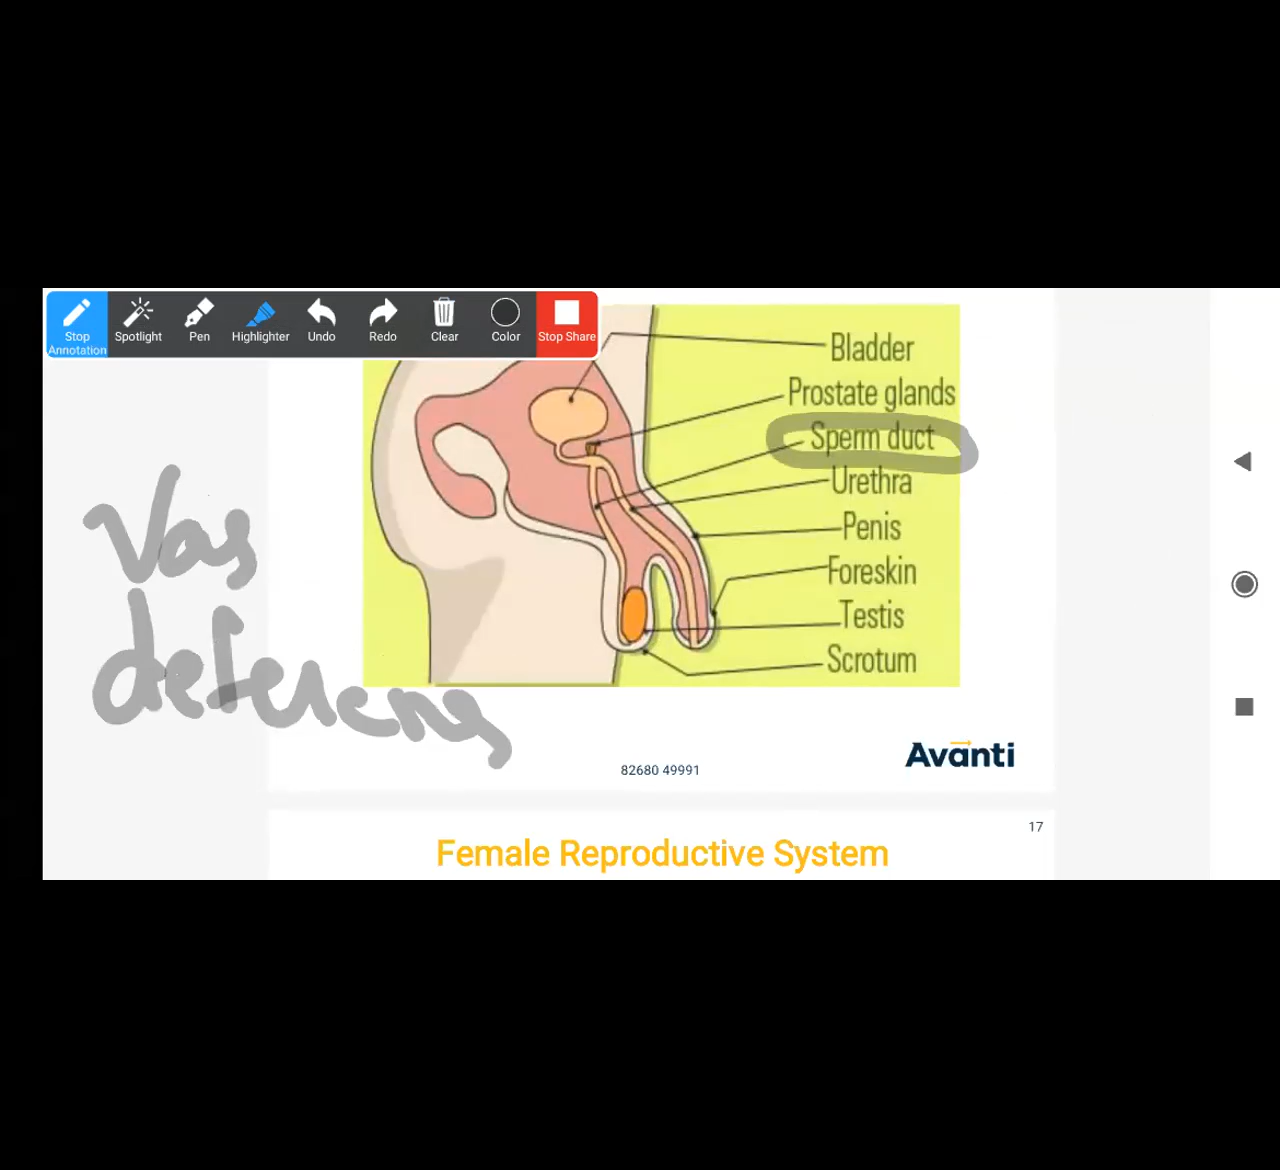 Stop Annotation
Spotlight
Pen
Highlighter
Undo
Redo
Clear
Color
Stop Share
Bladder
Prostate glands
Sperm duct
Urethra
Penis
Foreskin
Testis
Scrotum
Vas
deferens
82680 49991
Avanti
17
Female Reproductive System